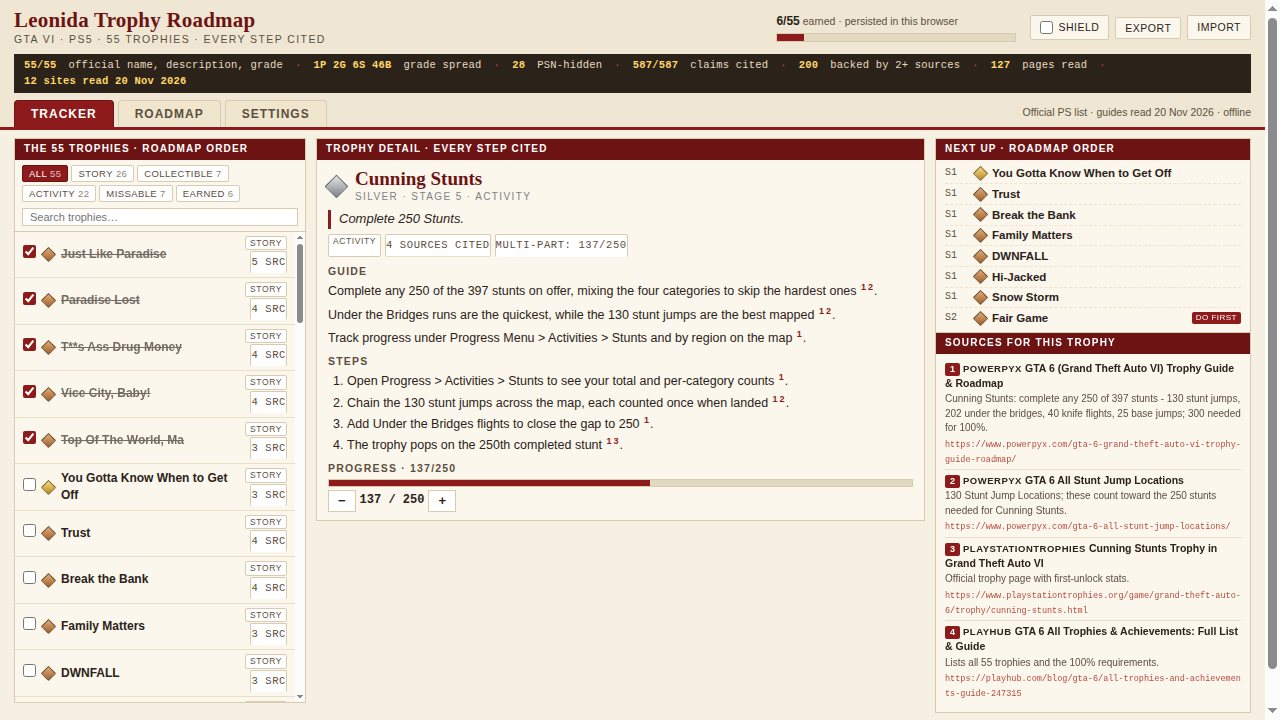 Leonida Trophy Roadmap
GTA VI · PS5 · 55 TROPHIES · EVERY STEP CITED
6/55 earned · persisted in this browser
SHIELD
EXPORT
IMPORT
55/55 official name, description, grade · 1P 2G 6S 46B grade spread · 28 PSN-hidden · 587/587 claims cited · 200 backed by 2+ sources · 127 pages read ·
12 sites read 20 Nov 2026
TRACKER
ROADMAP
SETTINGS
Official PS list · guides read 20 Nov 2026 · offline
THE 55 TROPHIES · ROADMAP ORDER
ALL 55
STORY 26
COLLECTIBLE 7
ACTIVITY 22
MISSABLE 7
EARNED 6
Search trophies…
Just Like Paradise
STORY
5 SRC
Paradise Lost
STORY
4 SRC
T**s Ass Drug Money
STORY
4 SRC
Vice City, Baby!
STORY
4 SRC
Top Of The World, Ma
STORY
3 SRC
You Gotta Know When to Get
Off
STORY
3 SRC
Trust
STORY
4 SRC
Break the Bank
STORY
4 SRC
Family Matters
STORY
3 SRC
DWNFALL
STORY
3 SRC
TROPHY DETAIL · EVERY STEP CITED
Cunning Stunts
SILVER · STAGE 5 · ACTIVITY
Complete 250 Stunts.
ACTIVITY
4 SOURCES CITED
MULTI-PART: 137/250
GUIDE
Complete any 250 of the 397 stunts on offer, mixing the four categories to skip the hardest ones 1 2.
Under the Bridges runs are the quickest, while the 130 stunt jumps are the best mapped 1 2.
Track progress under Progress Menu > Activities > Stunts and by region on the map 1.
STEPS
1. Open Progress > Activities > Stunts to see your total and per-category counts 1.
2. Chain the 130 stunt jumps across the map, each counted once when landed 1 2.
3. Add Under the Bridges flights to close the gap to 250 1.
4. The trophy pops on the 250th completed stunt 1 3.
PROGRESS · 137/250
− 137 / 250 +
NEXT UP · ROADMAP ORDER
S1 You Gotta Know When to Get Off
S1 Trust
S1 Break the Bank
S1 Family Matters
S1 DWNFALL
S1 Hi-Jacked
S1 Snow Storm
S2 Fair Game DO FIRST
SOURCES FOR THIS TROPHY
1 POWERPYX GTA 6 (Grand Theft Auto VI) Trophy Guide
& Roadmap
Cunning Stunts: complete any 250 of 397 stunts - 130 stunt jumps,
202 under the bridges, 40 knife flights, 25 base jumps; 300 needed
for 100%.
https://www.powerpyx.com/gta-6-grand-theft-auto-vi-trophy-
guide-roadmap/
2 POWERPYX GTA 6 All Stunt Jump Locations
130 Stunt Jump Locations; these count toward the 250 stunts
needed for Cunning Stunts.
https://www.powerpyx.com/gta-6-all-stunt-jump-locations/
3 PLAYSTATIONTROPHIES Cunning Stunts Trophy in
Grand Theft Auto VI
Official trophy page with first-unlock stats.
https://www.playstationtrophies.org/game/grand-theft-auto-
6/trophy/cunning-stunts.html
4 PLAYHUB GTA 6 All Trophies & Achievements: Full List
& Guide
Lists all 55 trophies and the 100% requirements.
https://playhub.com/blog/gta-6/all-trophies-and-achievemen
ts-guide-247315